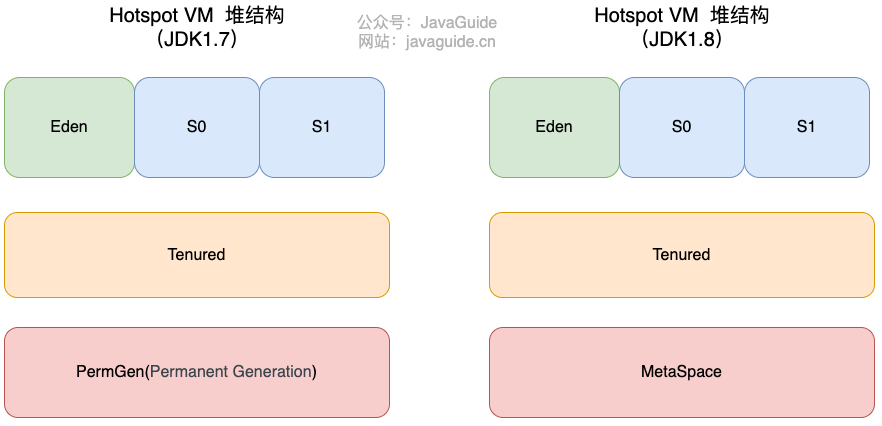 Hotspot VM 堆结构
（JDK1.7）
公众号：JavaGuide
网站：javaguide.cn
Hotspot VM 堆结构
（JDK1.8）
Eden
S0
S1
Eden
S0
S1
Tenured
Tenured
PermGen(Permanent Generation)
MetaSpace